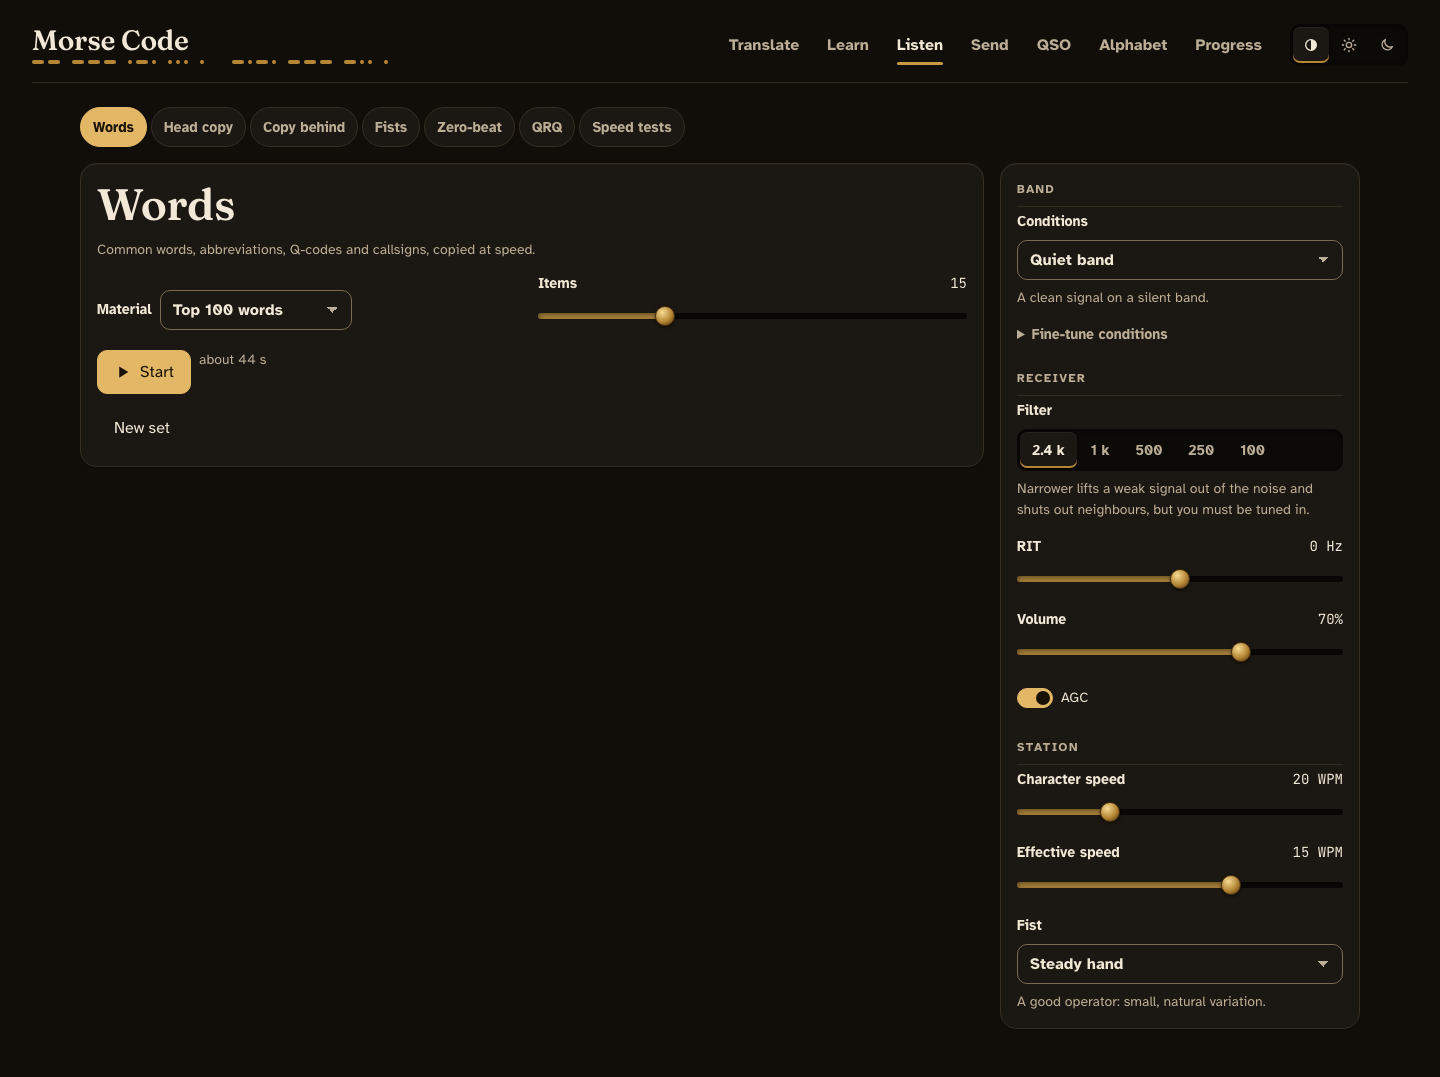 Morse Code
Translate Learn Listen Send QSO Alphabet Progress
Words Head copy Copy behind Fists Zero-beat QRQ Speed tests
Words
Common words, abbreviations, Q-codes and callsigns, copied at speed.
Material Top 100 words
Items 15
Start about 44 s
New set
BAND
Conditions
Quiet band
A clean signal on a silent band.
Fine-tune conditions
RECEIVER
Filter
2.4 k 1 k 500 250 100
Narrower lifts a weak signal out of the noise and
shuts out neighbours, but you must be tuned in.
RIT 0 Hz
Volume 70%
AGC
STATION
Character speed 20 WPM
Effective speed 15 WPM
Fist
Steady hand
A good operator: small, natural variation.